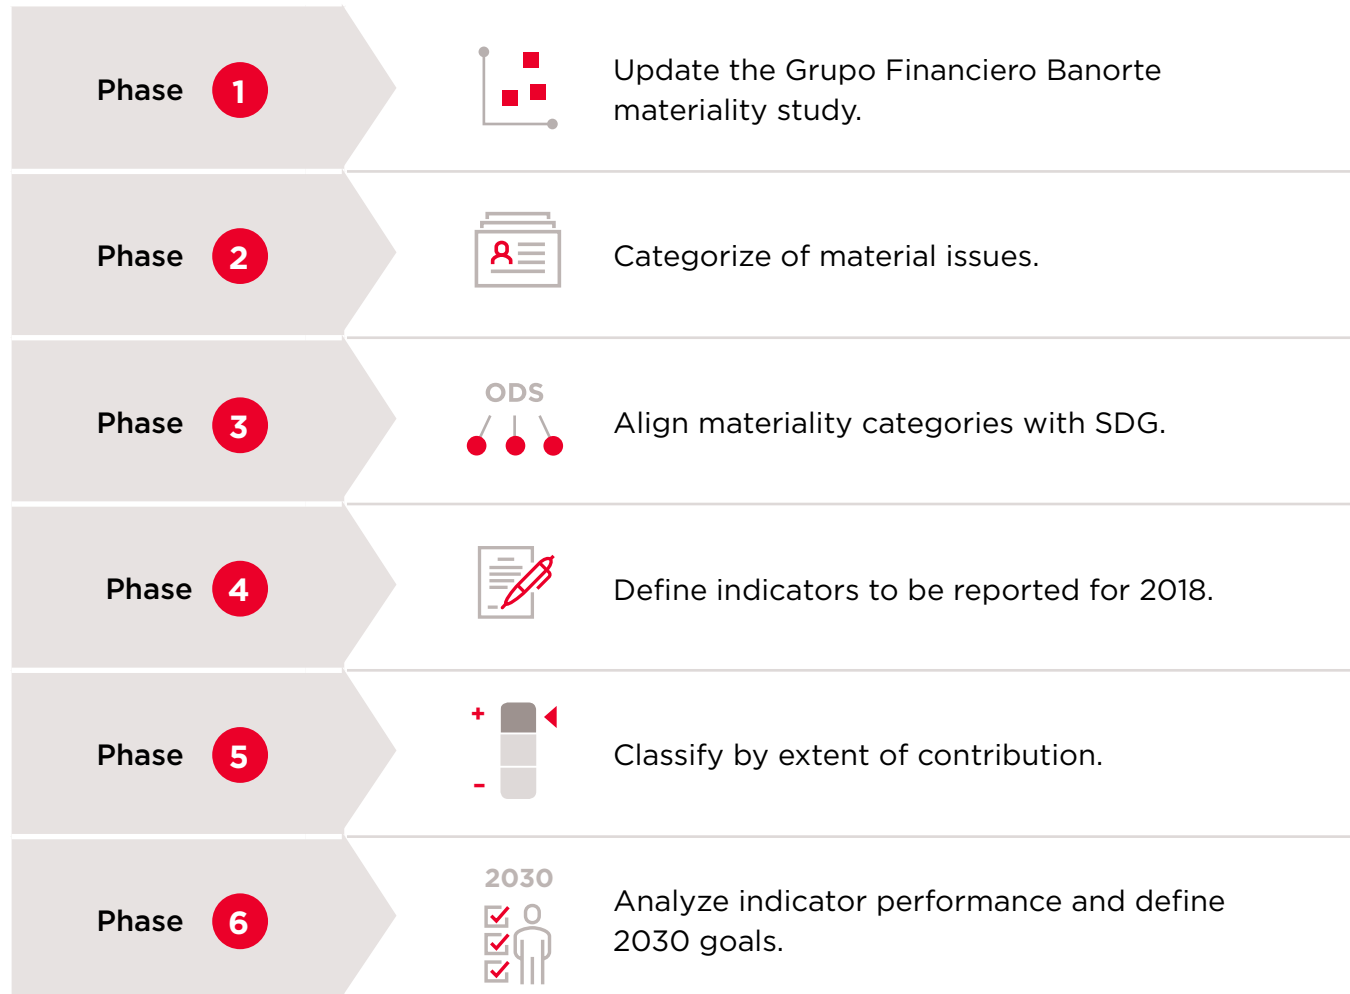 Phase 1
Update the Grupo Financiero Banorte
materiality study.
Phase 2
Categorize of material issues.
Phase 3
ODS
Align materiality categories with SDG.
Phase 4
Define indicators to be reported for 2018.
Phase 5
+
-
Classify by extent of contribution.
Phase 6
2030
Analyze indicator performance and define
2030 goals.